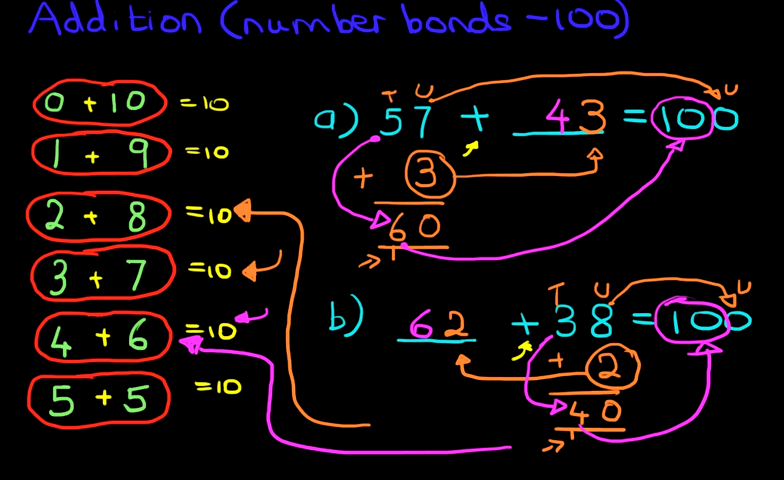 Addition (number bonds -100)
0 + 10 = 10
1 + 9 = 10
2 + 8 = 10
3 + 7 = 10
4 + 6 = 10
5 + 5 = 10
T U U
a) 57 + 43 = 100
+ 3
60
T
T U U
b) 62 + 38 = 100
+ 2
40
T